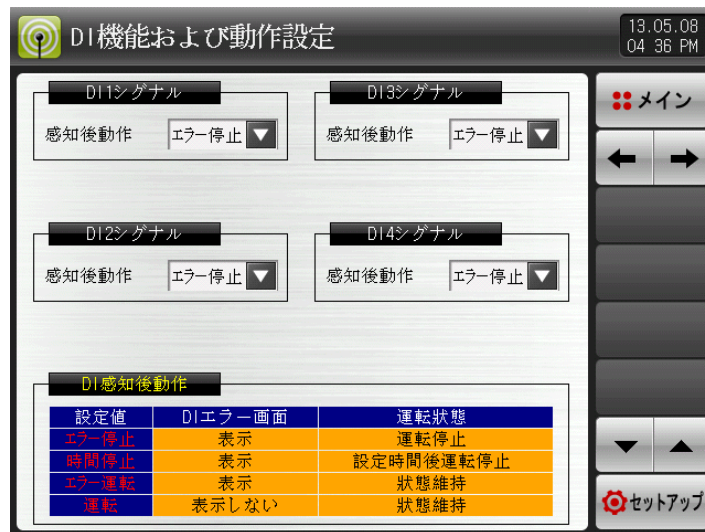 DI機能および動作設定
13.05.08
04 36 PM
DI1シグナル
感知後動作 エラー停止
DI3シグナル
感知後動作 エラー停止
DI2シグナル
感知後動作 エラー停止
DI4シグナル
感知後動作 エラー停止
DI感知後動作
設定値 DIエラー画面 運転狀態
エラー停止 表示 運転停止
時間停止 表示 設定時間後運転停止
エラー運転 表示 狀態維持
運転 表示しない 狀態維持
メイン
セットアップ